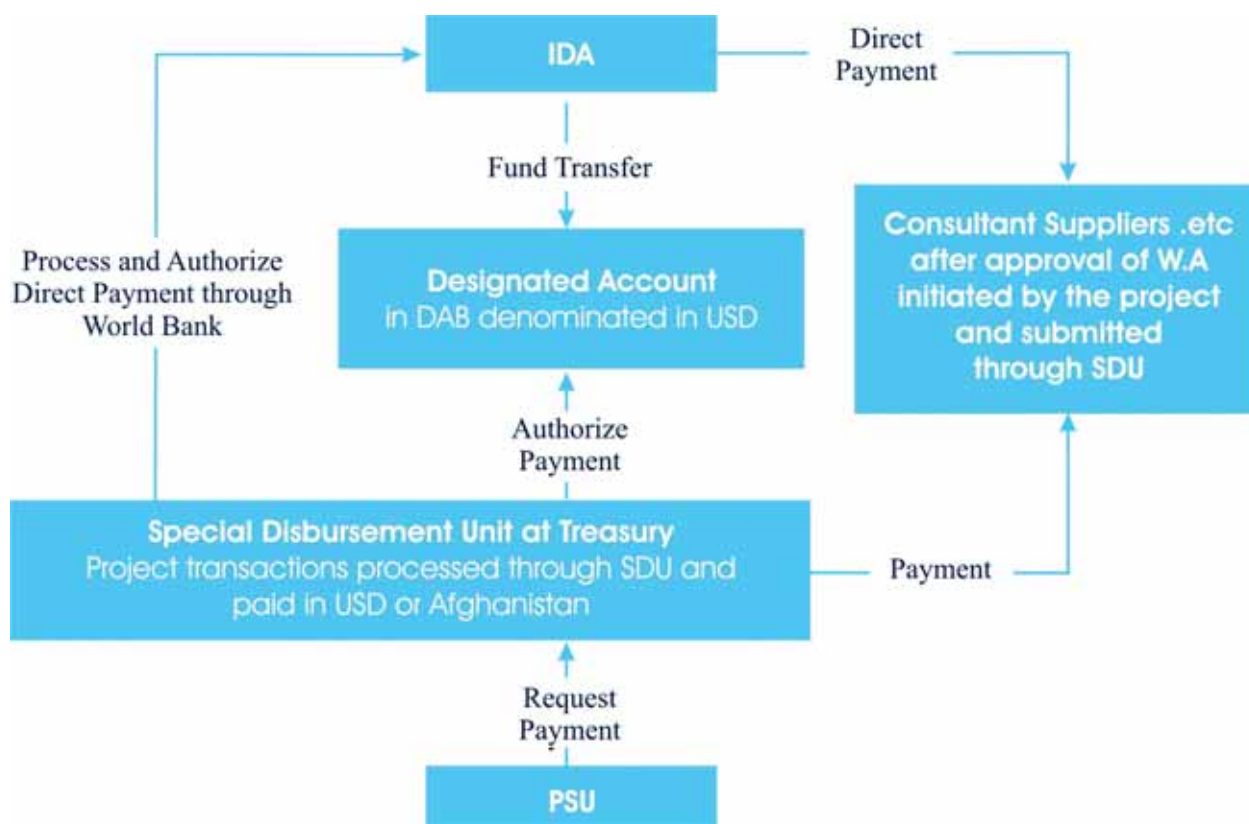 IDA
Direct
Payment
Fund Transfer
Consultant Suppliers .etc
after approval of W.A
initiated by the project
and submitted
through SDU
Process and Authorize
Direct Payment through
World Bank
Designated Account
in DAB denominated in USD
Authorize
Payment
Special Disbursement Unit at Treasury
Project transactions processed through SDU and
paid in USD or Afghanistan
Payment
Request
Payment
PSU